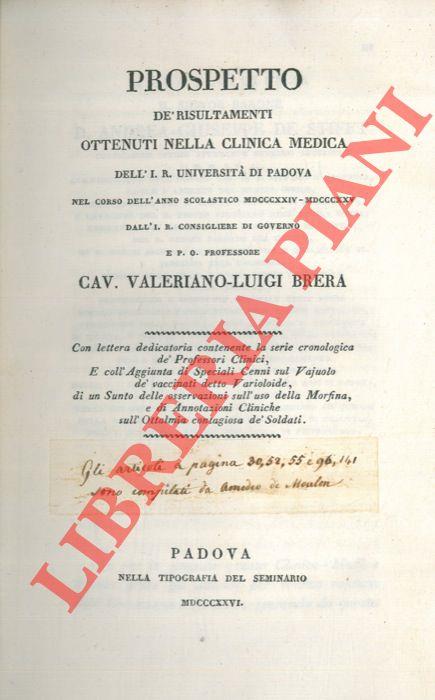 PROSPETTO
DE' RISULTAMENTI
OTTENUTI NELLA CLINICA MEDICA
DELL' I. R. UNIVERSITÀ DI PADOVA
NEL CORSO DELL'ANNO SCOLASTICO MDCCCXXIV-MDCCCXXV
DALL'I. R. CONSIGLIERE DI GOVERNO
E P. O. PROFESSORE
CAV. VALERIANO-LUIGI BRERA
Con lettera dedicatoria contenente la serie cronologica
de' Professori Clinici,
E coll'Aggiunta di Speciali Cenni sul Vajuolo
de' vaccinati detto Varioloide,
di un Sunto delle osservazioni sull'uso della Morfina,
e di Annotazioni Cliniche
sull'Ottalmia contagiosa de' Soldati.
Gli articoli a pagina 30, 52, 55 e 96, 141
sono compilati da Amedeo de Moulon
PADOVA
NELLA TIPOGRAFIA DEL SEMINARIO
MDCCCXXVI.
LIBRERIA PIANI